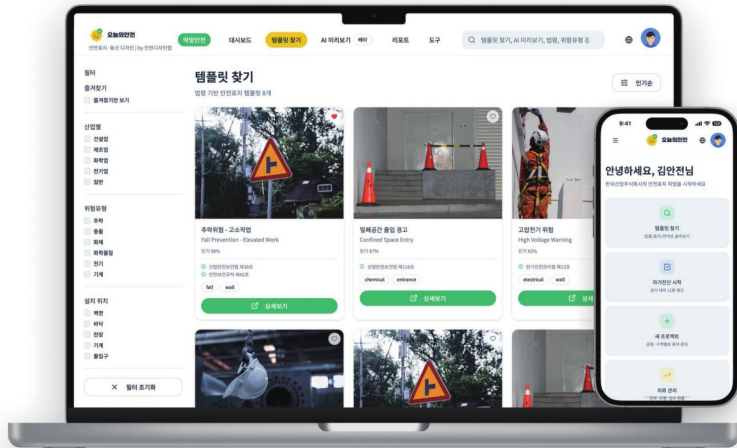 오늘의안전
안전표지·동선 디자인 | by 안전디자인랩
딱맞안전
대시보드
템플릿 찾기
AI 미리보기 베타
리포트
도구
템플릿 찾기, AI 미리보기, 법령, 위험유형 검
필터
즐겨찾기
즐겨찾기만 보기
산업별
건설업
제조업
화학업
전기업
일반
위험유형
추락
충돌
화재
화학물질
전기
기계
설치 위치
벽면
바닥
천장
기계
출입구
필터 초기화
템플릿 찾기
법령 기반 안전표지 템플릿 8개
인기순
추락위험 - 고소작업
Fall Prevention - Elevated Work
인기 98%
산업안전보건법 제36조
안전보건규칙 제42조
fall wall
상세보기
밀폐공간 출입 경고
Confined Space Entry
인기 87%
산업안전보건법 제118조
chemical entrance
상세보기
고압전기 위험
High Voltage Warning
인기 92%
전기안전관리법 제13조
electrical wall
상세
9:41
오늘의안전
안녕하세요, 김안전님
한국산업주식회사의 안전표지 작업을 시작하세요
템플릿 찾기
자가진단 시작
새 프로젝트
의뢰 관리